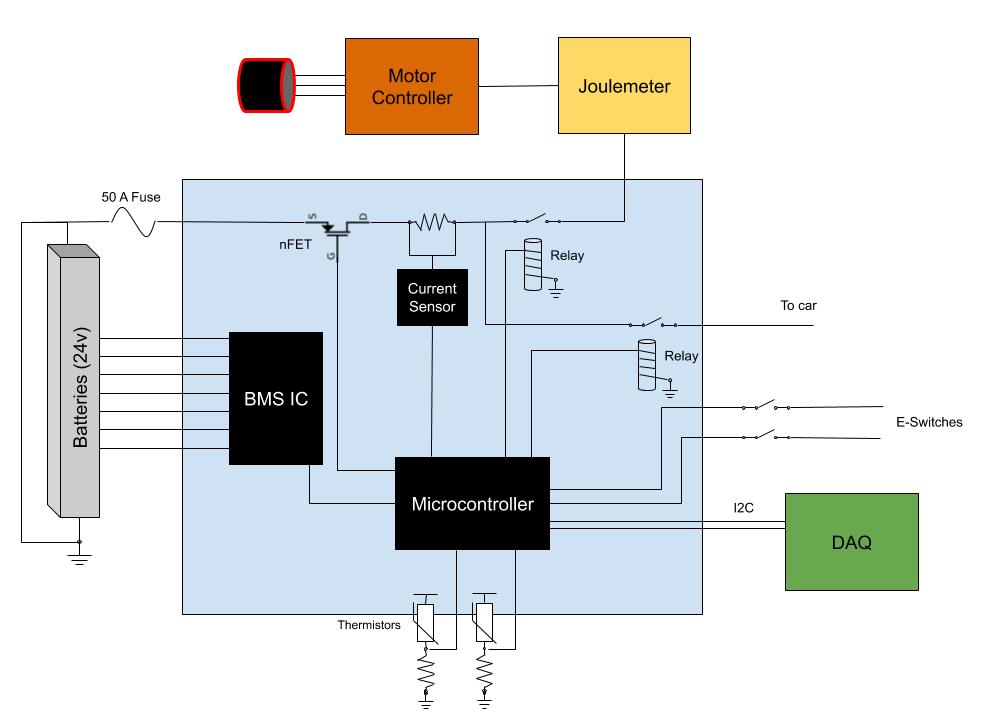 Motor
Controller
Joulemeter
50 A Fuse
S
D
nFET
G
Relay
Current
Sensor
To car
Batteries (24v)
Relay
BMS IC
E-Switches
Microcontroller
I2C
DAQ
Thermistors